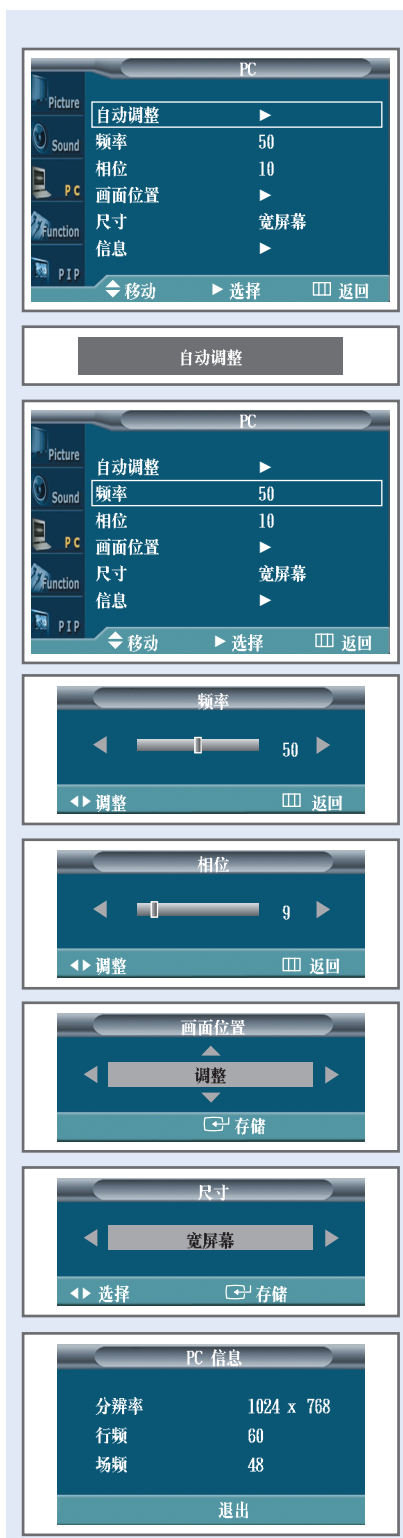 PC
Picture
自动调整 ►
Sound
频率 50
相位 10
PC
画面位置 ►
Function
尺寸 宽屏幕
信息 ►
PIP
移动 ► 选择 返回
自动调整
PC
Picture
自动调整 ►
Sound
频率 50
相位 10
PC
画面位置 ►
Function
尺寸 宽屏幕
信息 ►
PIP
移动 ► 选择 返回
频率
50
调整 返回
相位
9
调整 返回
画面位置
调整
存储
尺寸
宽屏幕
选择 存储
PC 信息
分辨率 1024 x 768
行频 60
场频 48
退出